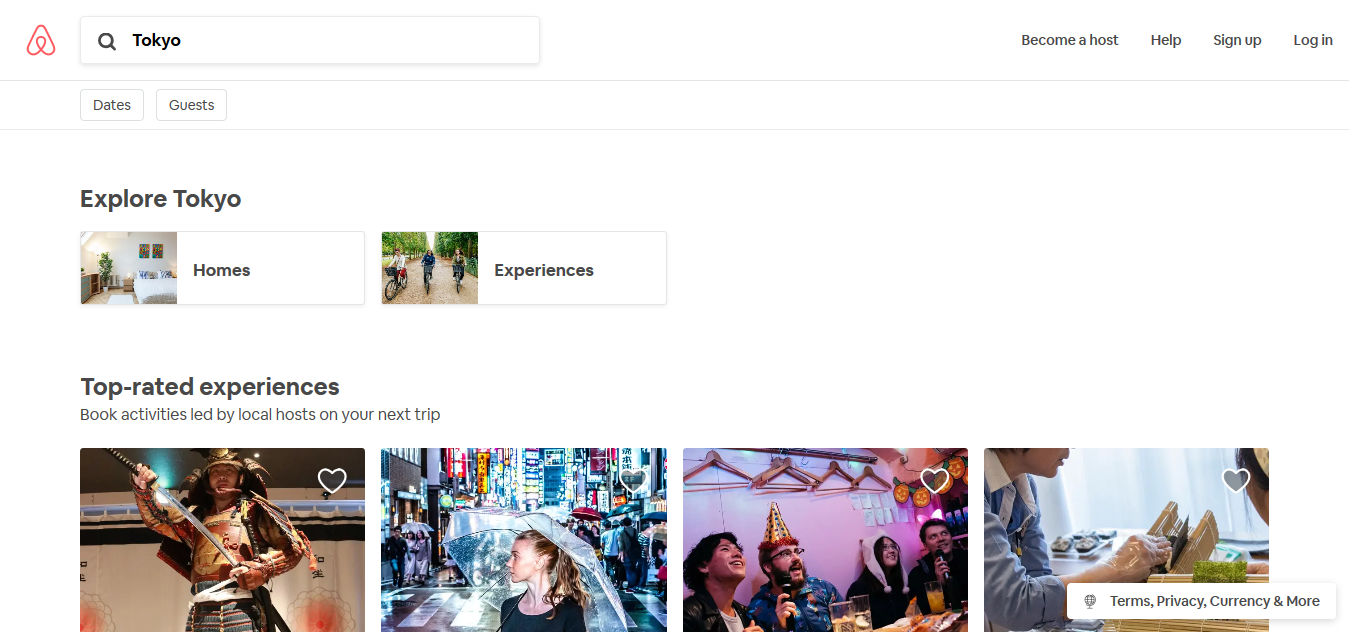 Tokyo
Become a host
Help
Sign up
Log in
Dates
Guests
Explore Tokyo
Homes
Experiences
Top-rated experiences
Book activities led by local hosts on your next trip
Terms, Privacy, Currency & More